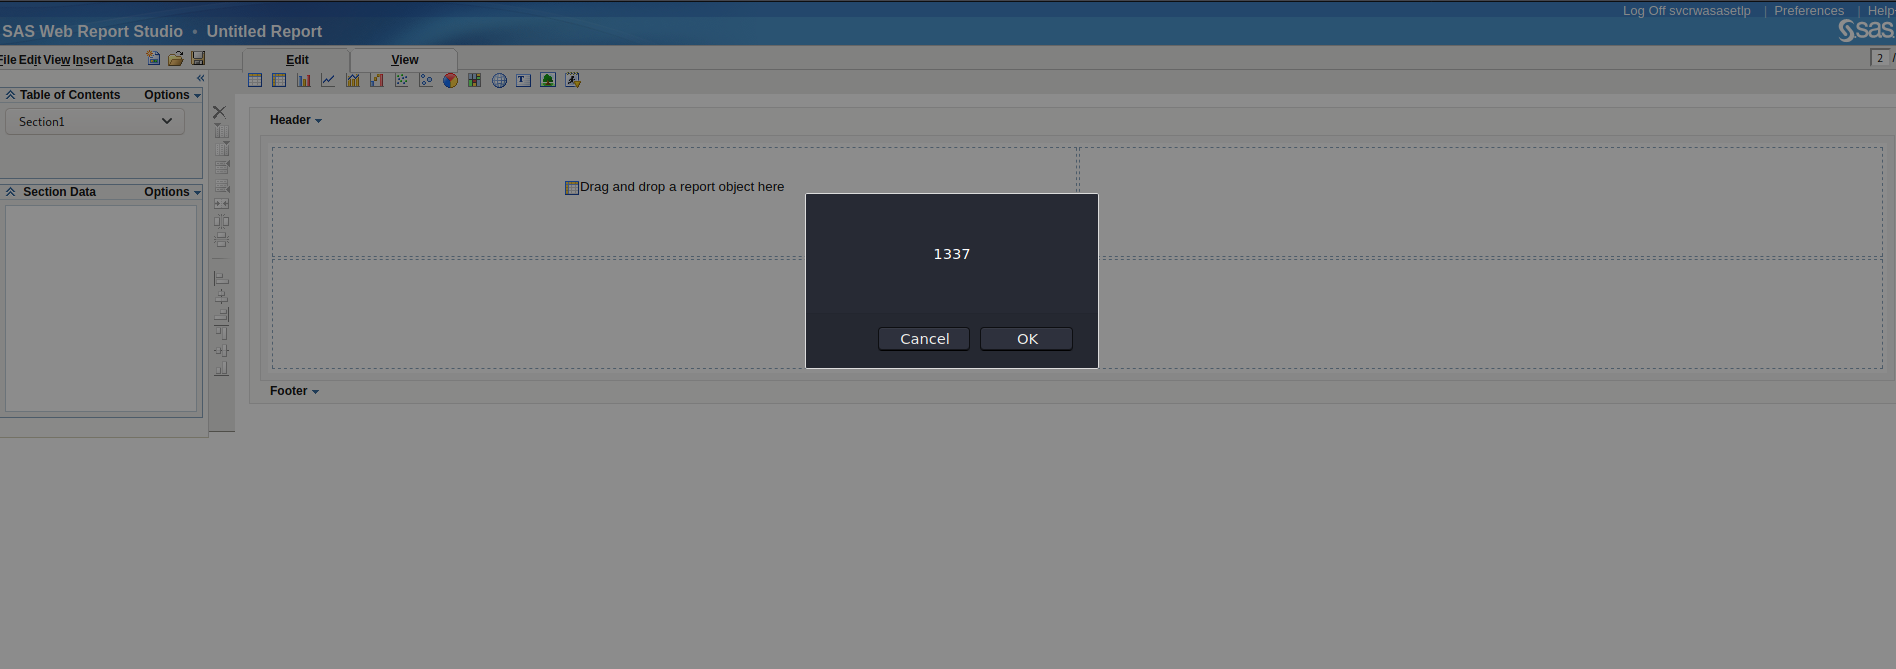 Log Off svcrwasasetlp | Preferences | Help
SAS Web Report Studio • Untitled Report
sas
File Edit View Insert Data
Edit
View
2 /
Table of Contents Options
Section1
Header
Section Data Options
Drag and drop a report object here
1337
Cancel
OK
Footer